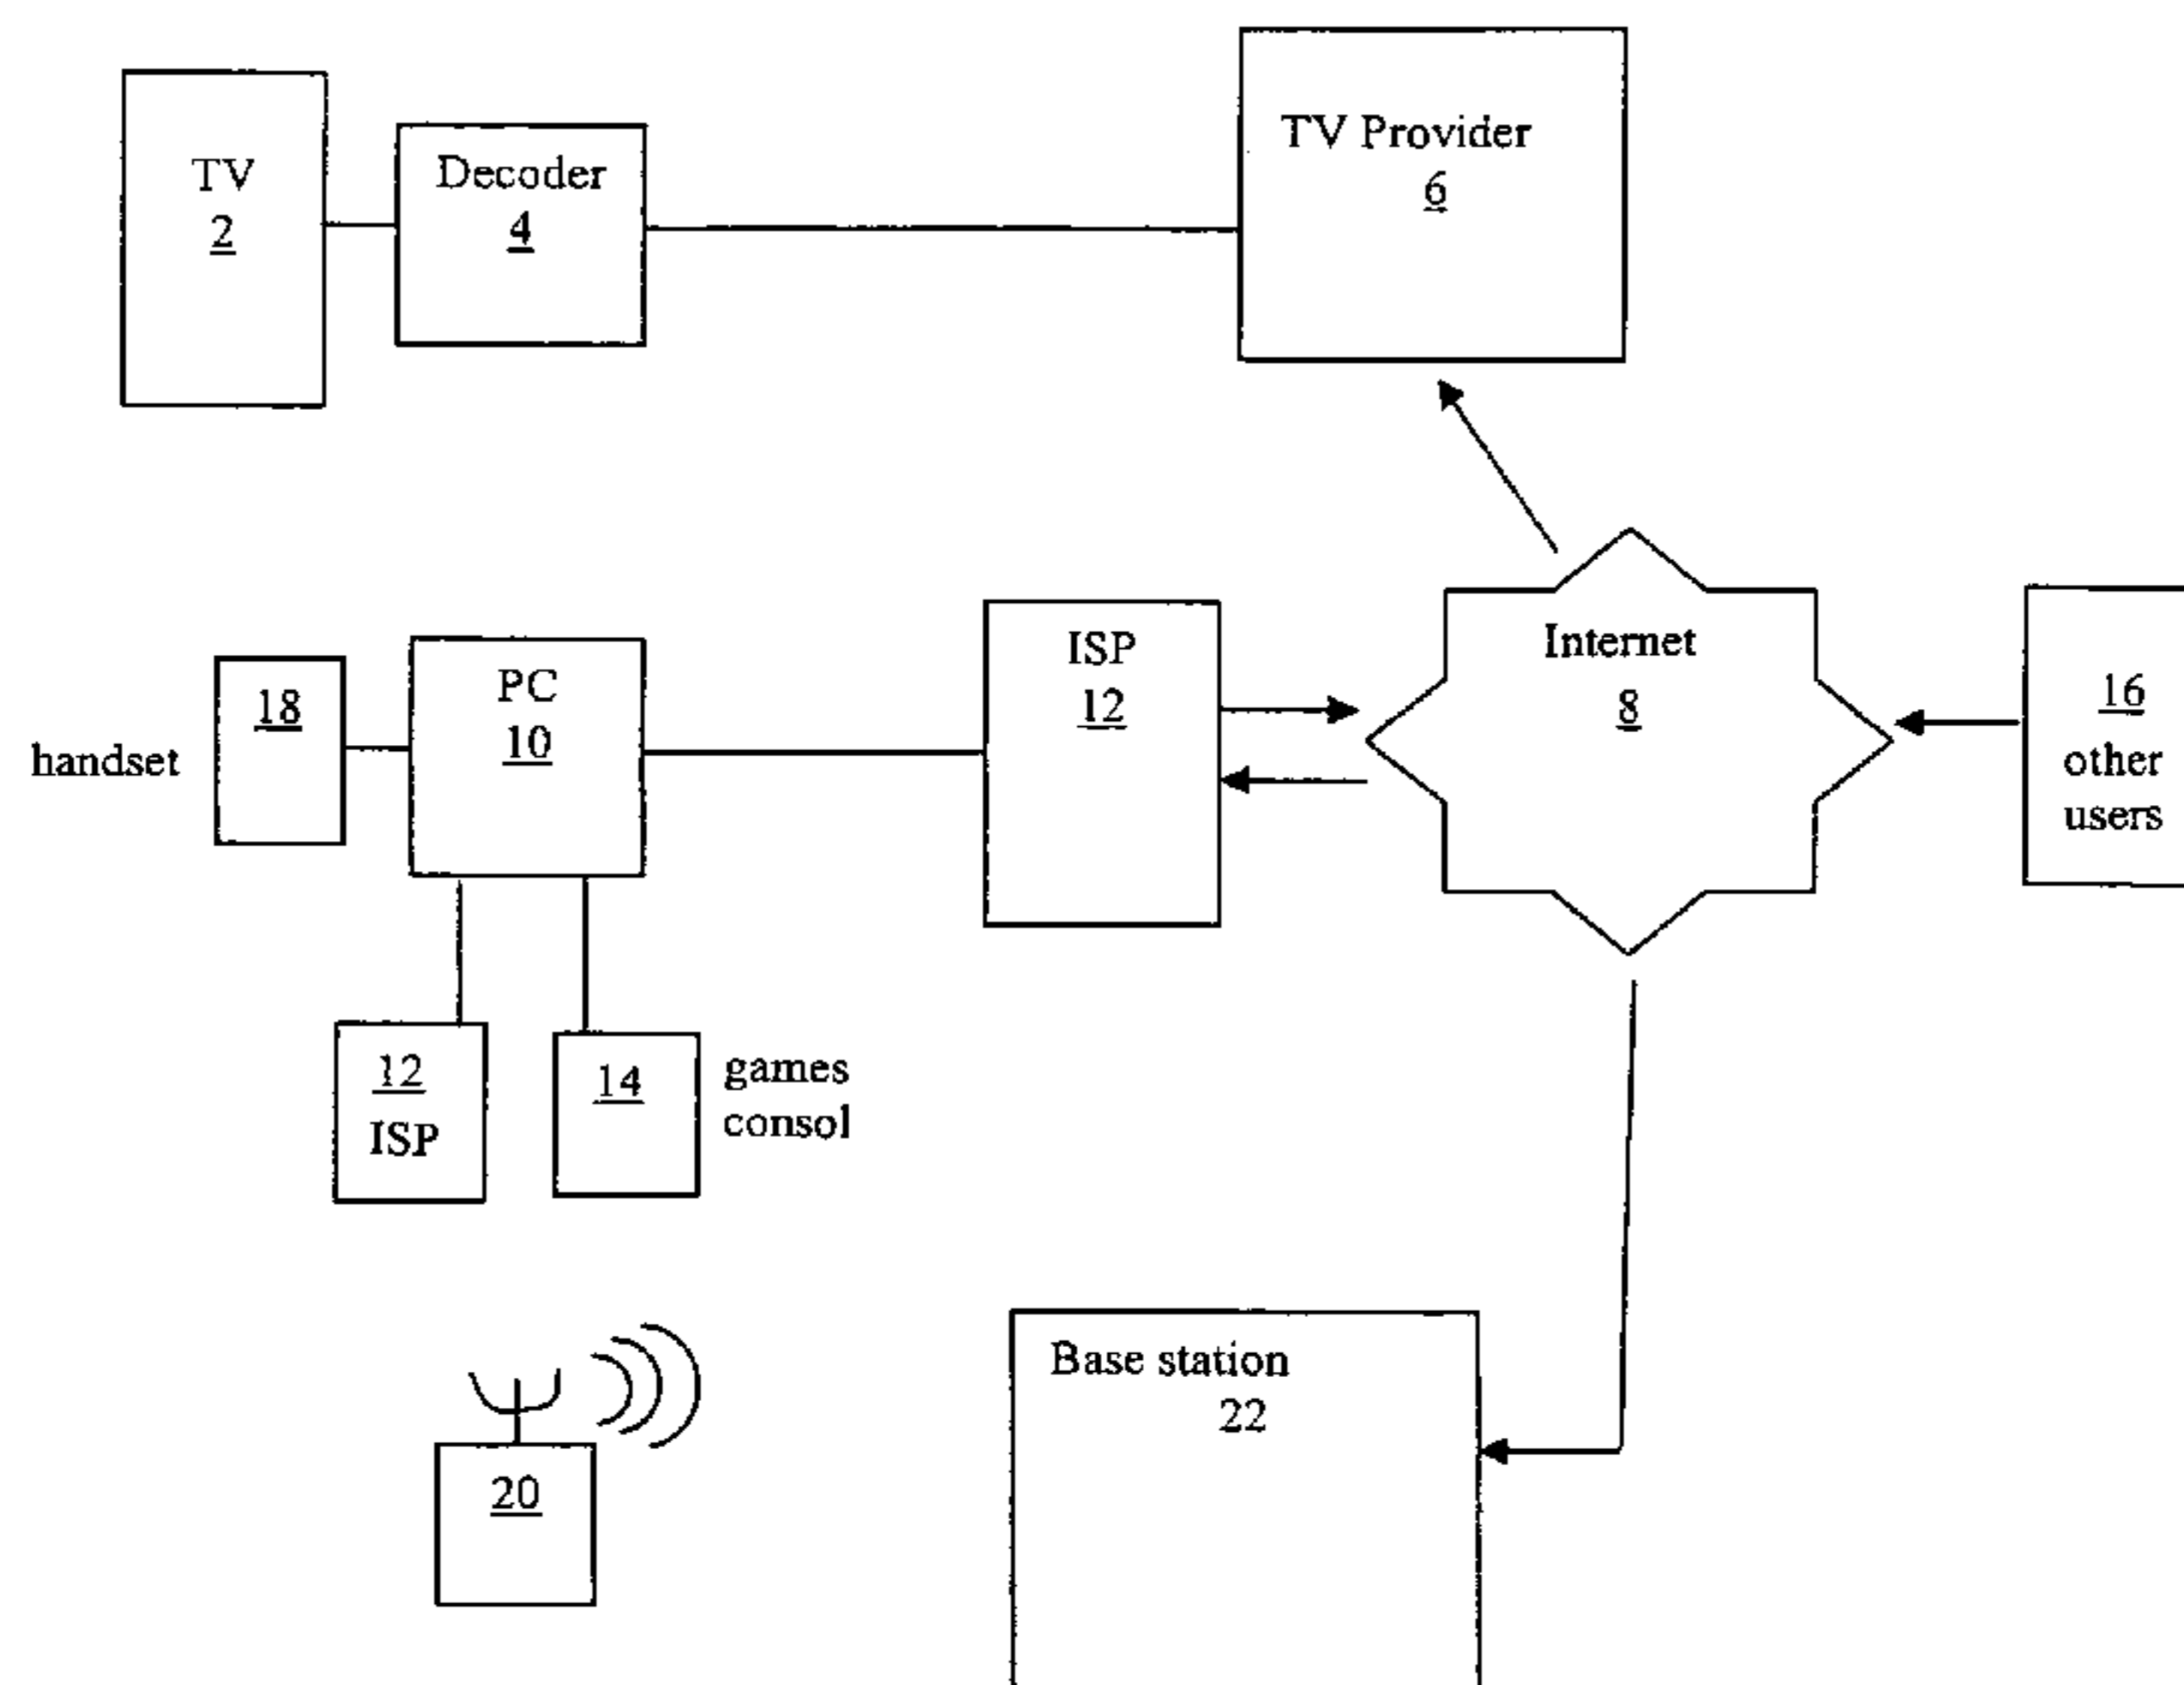 TV
2
Decoder
4
TV Provider
6
handset
18
PC
10
ISP
12
Internet
8
16
other
users
12
ISP
14
games
consol
20
Base station
22